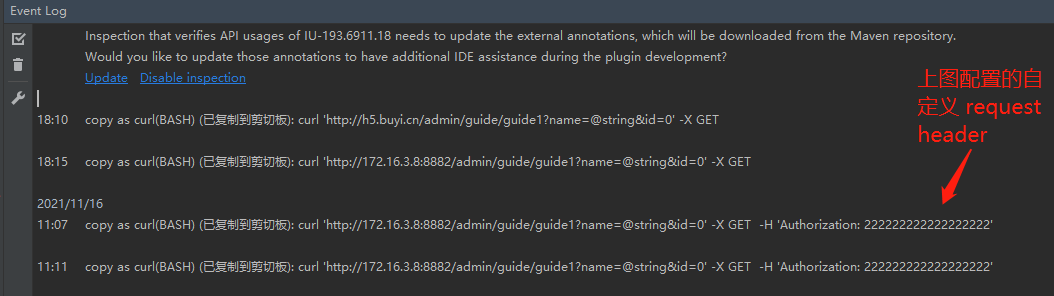 Event Log
Inspection that verifies API usages of IU-193.6911.18 needs to update the external annotations, which will be downloaded from the Maven repository.
Would you like to update those annotations to have additional IDE assistance during the plugin development?
Update Disable inspection
上图配置的自
定义 request
header
18:10 copy as curl(BASH) (已复制到剪切板): curl 'http://h5.buyi.cn/admin/guide/guide1?name=@string&id=0' -X GET
18:15 copy as curl(BASH) (已复制到剪切板): curl 'http://172.16.3.8:8882/admin/guide/guide1?name=@string&id=0' -X GET
2021/11/16
11:07 copy as curl(BASH) (已复制到剪切板): curl 'http://172.16.3.8:8882/admin/guide/guide1?name=@string&id=0' -X GET -H 'Authorization: 222222222222222222'
11:11 copy as curl(BASH) (已复制到剪切板): curl 'http://172.16.3.8:8882/admin/guide/guide1?name=@string&id=0' -X GET -H 'Authorization: 222222222222222222'